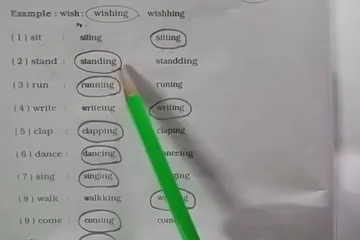 Example : wish : wishing wishhing
(1) sit : siting sitting
(2) stand : standing standding
(3) run : running runing
(4) write : writeing writing
(5) clap : clapping claping
(6) dance : dancing
(7) sing : singing
(8) walk : walkking
(9) come : coming